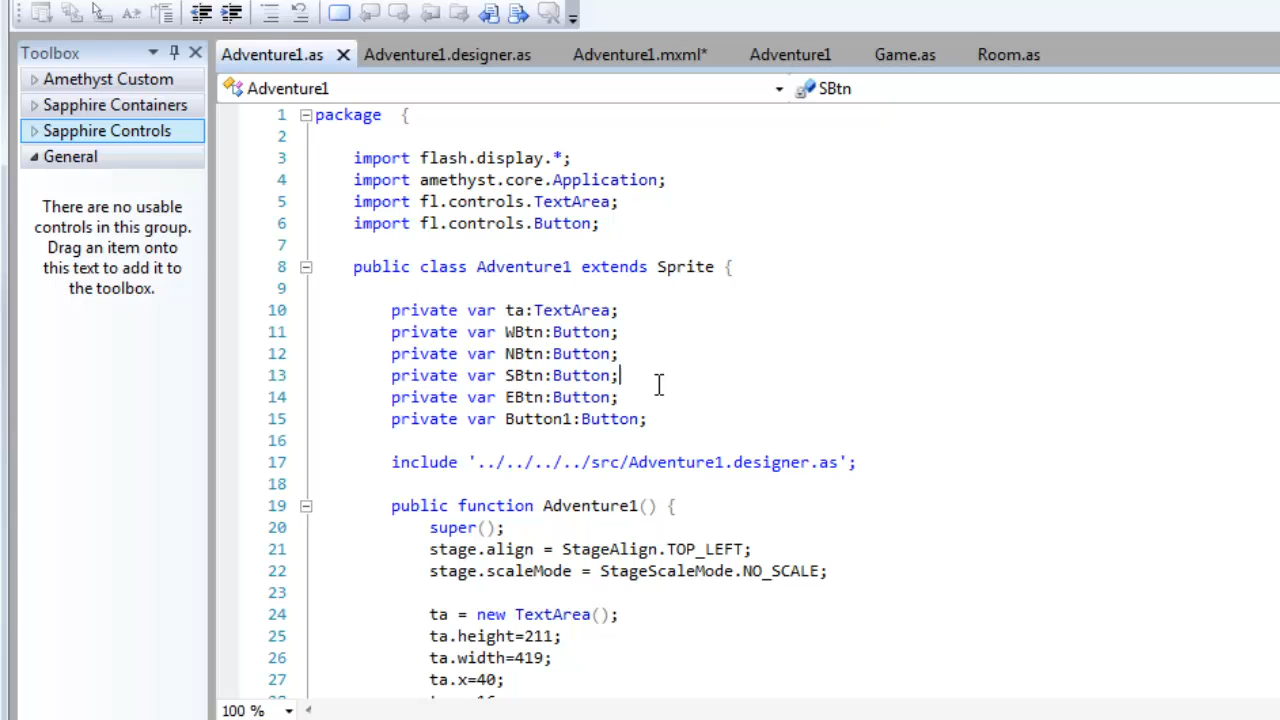 Toolbox
Amethyst Custom
Sapphire Containers
Sapphire Controls
General
There are no usable
controls in this group.
Drag an item onto
this text to add it to
the toolbox.
Adventure1.as Adventure1.designer.as Adventure1.mxml* Adventure1 Game.as Room.as
Adventure1 SBtn
1 package {
2
3 import flash.display.*;
4 import amethyst.core.Application;
5 import fl.controls.TextArea;
6 import fl.controls.Button;
7
8 public class Adventure1 extends Sprite {
9
10 private var ta:TextArea;
11 private var WBtn:Button;
12 private var NBtn:Button;
13 private var SBtn:Button;
14 private var EBtn:Button;
15 private var Button1:Button;
16
17 include '../../../../src/Adventure1.designer.as';
18
19 public function Adventure1() {
20 super();
21 stage.align = StageAlign.TOP_LEFT;
22 stage.scaleMode = StageScaleMode.NO_SCALE;
23
24 ta = new TextArea();
25 ta.height=211;
26 ta.width=419;
27 ta.x=40;
100 %